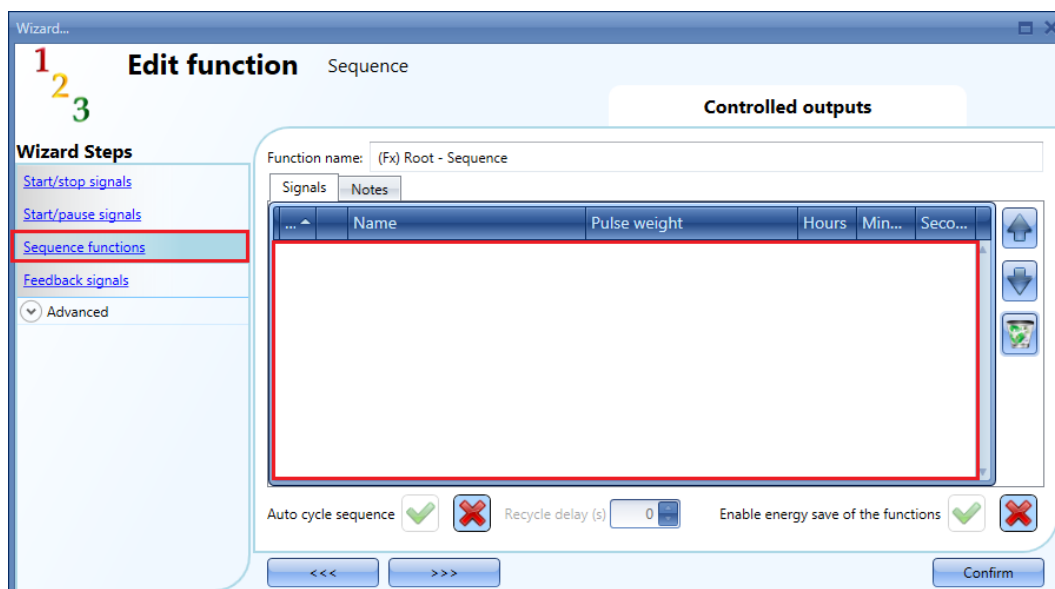 Wizard...
1 2 3
Edit function Sequence
Controlled outputs
Wizard Steps
Start/stop signals
Start/pause signals
Sequence functions
Feedback signals
Advanced
Function name: (Fx) Root - Sequence
Signals Notes
... Name Pulse weight Hours Min... Seco...
Auto cycle sequence Recycle delay (s) 0 Enable energy save of the functions
<<< >>> Confirm